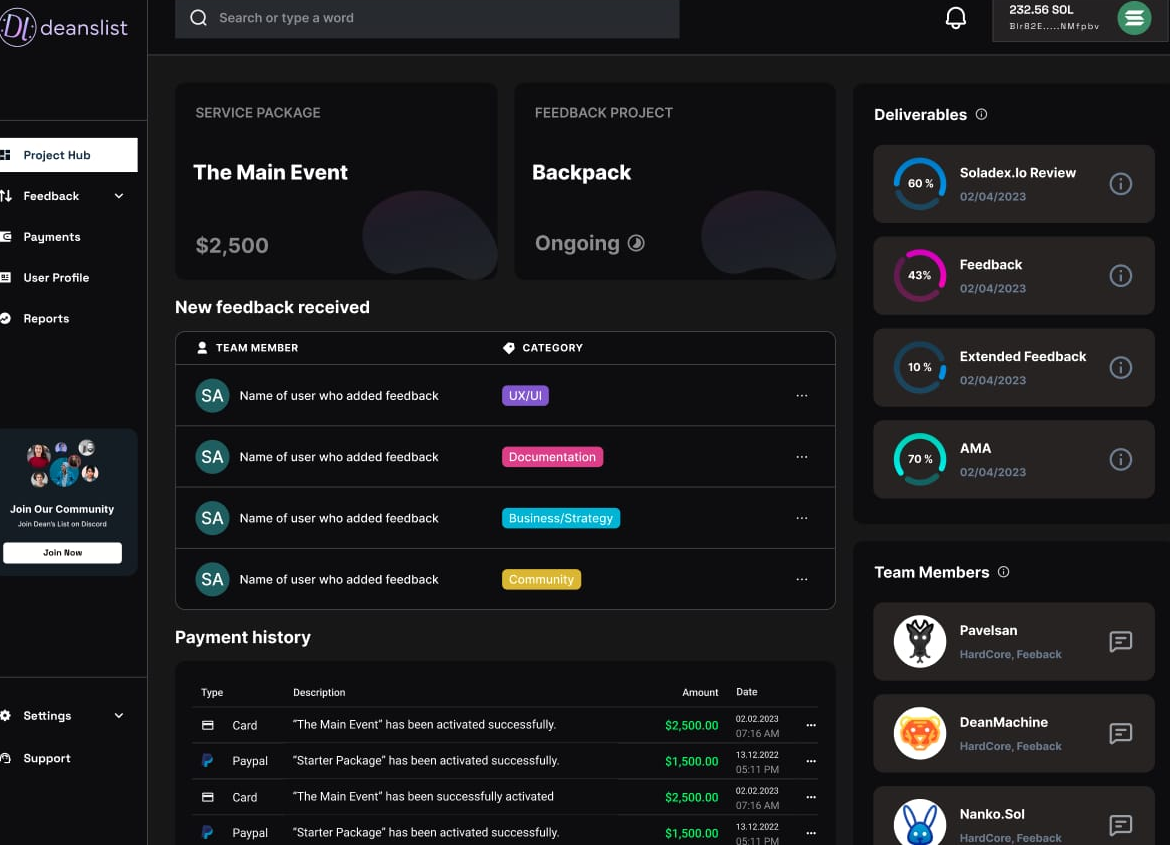 DL deanslist
Search or type a word
232.56 SOL
Bir82E.....NMfpbv
Project Hub
Feedback
Payments
User Profile
Reports
Join Our Community
Join Dean's List on Discord
Join Now
Settings
Support
SERVICE PACKAGE
The Main Event
$2,500
FEEDBACK PROJECT
Backpack
Ongoing
New feedback received
TEAM MEMBER CATEGORY
SA Name of user who added feedback UX/UI ...
SA Name of user who added feedback Documentation ...
SA Name of user who added feedback Business/Strategy ...
SA Name of user who added feedback Community ...
Payment history
Type Description Amount Date
Card "The Main Event" has been activated successfully. $2,500.00 02.02.2023 ...
07:16 AM
Paypal "Starter Package" has been activated successfully. $1,500.00 13.12.2022 ...
05:11 PM
Card "The Main Event" has been successfully activated $2,500.00 02.02.2023 ...
07:16 AM
Paypal "Starter Package" has been activated successfully. $1,500.00 13.12.2022 ...
05:11 PM
Deliverables
60 % Soladex.Io Review
02/04/2023
43% Feedback
02/04/2023
10 % Extended Feedback
02/04/2023
70 % AMA
02/04/2023
Team Members
Pavelsan
HardCore, Feeback
DeanMachine
HardCore, Feeback
Nanko.Sol
HardCore, Feeback